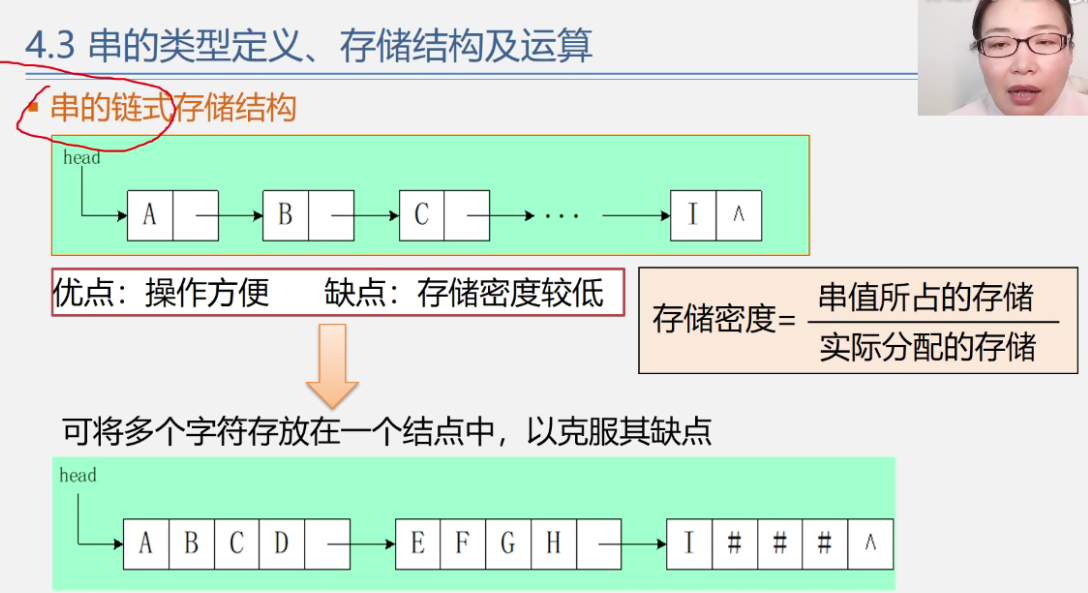 4.3 串的类型定义、存储结构及运算
串的链式存储结构
head
A B C ··· I ∧
优点：操作方便 缺点：存储密度较低
存储密度=
串值所占的存储
实际分配的存储
可将多个字符存放在一个结点中，以克服其缺点
head
A B C D E F G H I # # # ∧